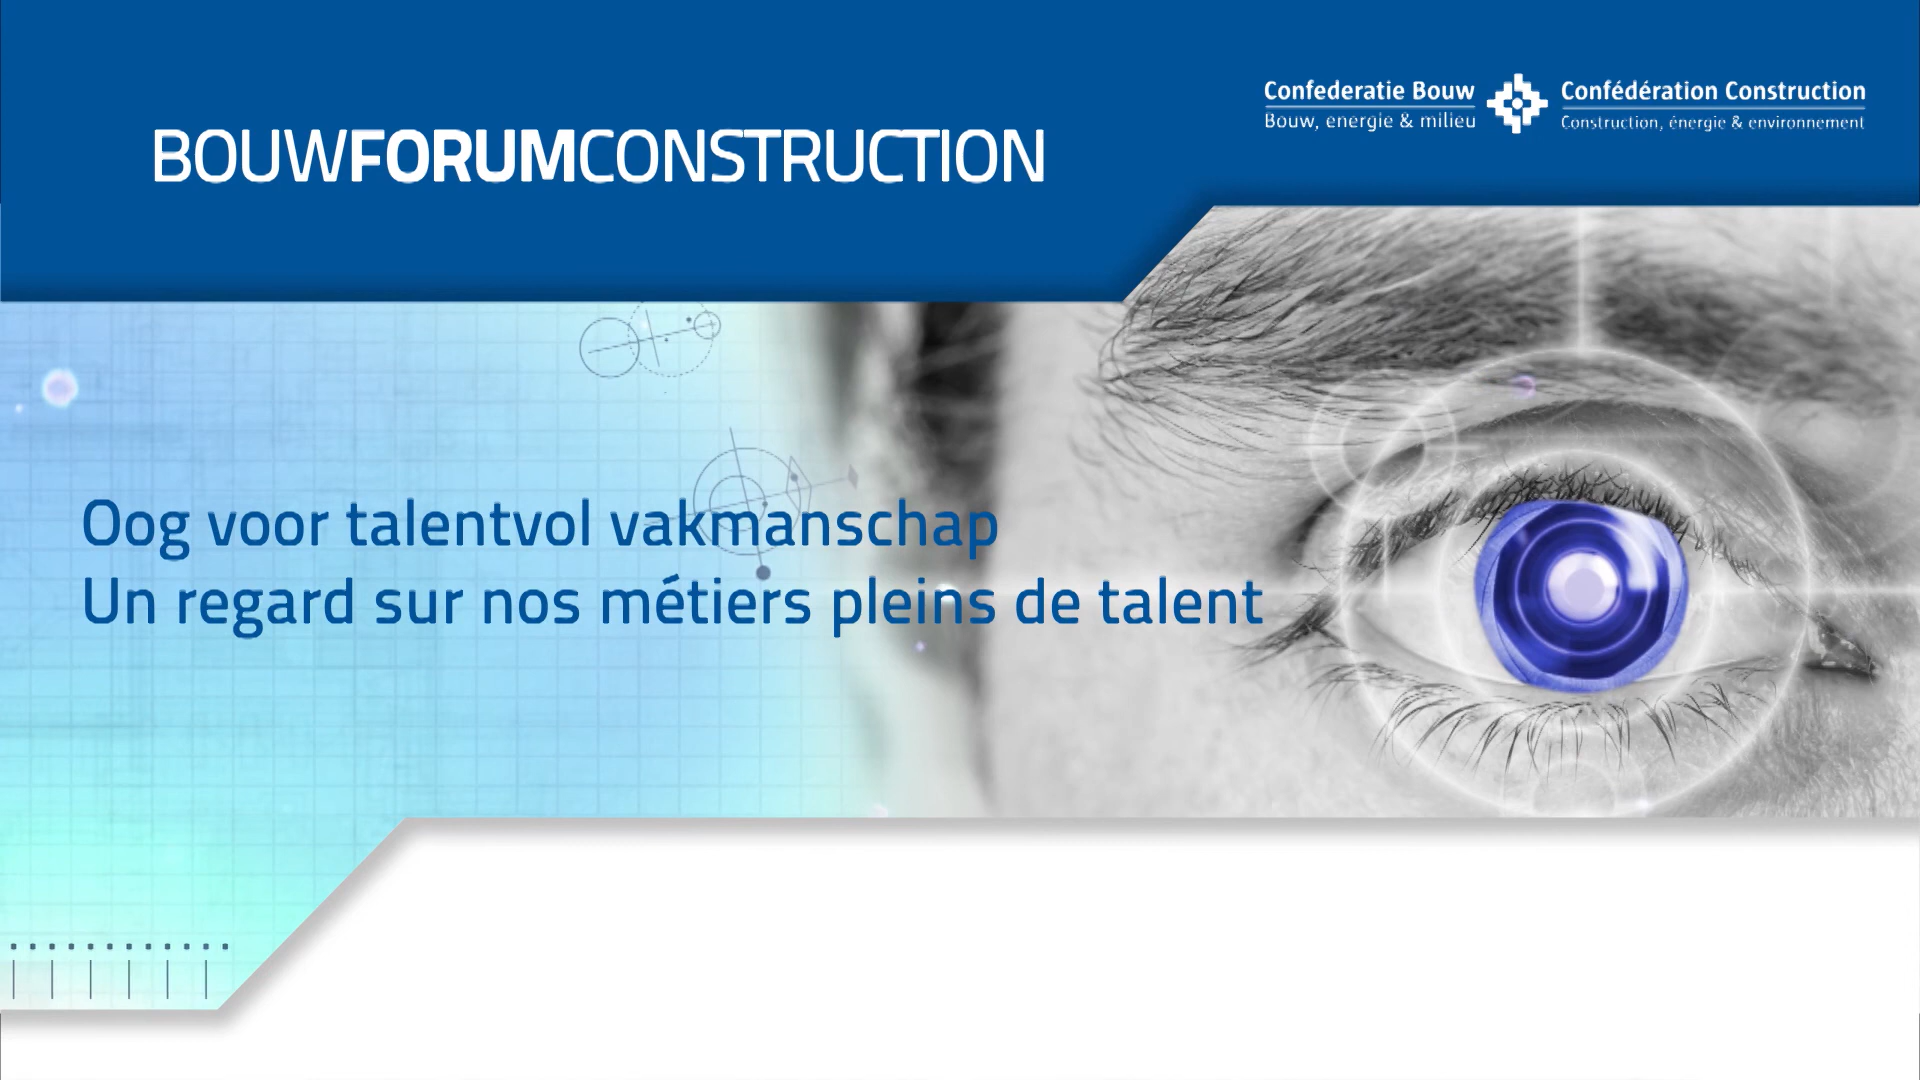 Confederatie Bouw
Bouw, energie & milieu
Confédération Construction
Construction, énergie & environnement
BOUWFORUMCONSTRUCTION
Oog voor talentvol vakmanschap
Un regard sur nos métiers pleins de talent